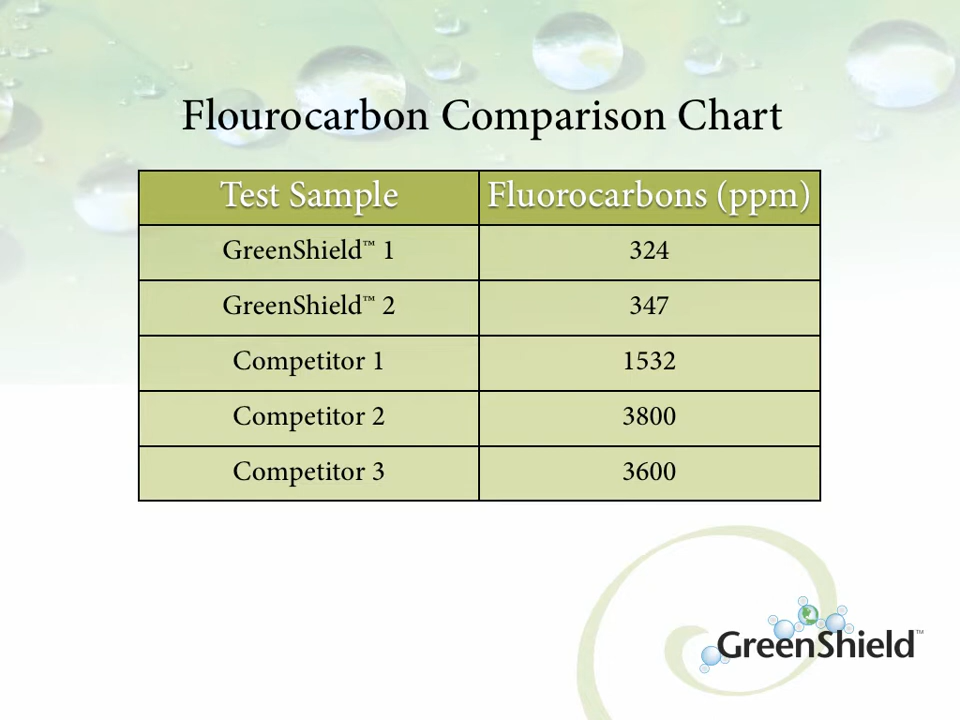 Flourocarbon Comparison Chart
Test Sample Fluorocarbons (ppm)
GreenShield™ 1 324
GreenShield™ 2 347
Competitor 1 1532
Competitor 2 3800
Competitor 3 3600
GreenShield™